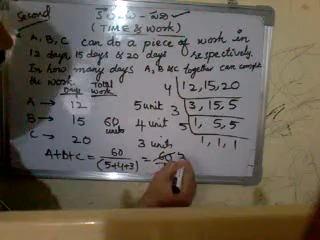 Second
(TIME & Work)
A, B, C can do a piece of work in
12 days, 15 days & 20 days respectively.
In how many days A, B & C together can complete
the work.
Days Total Work
A → 12 5 unit
B → 15 60 units 4 unit
C → 20 3 units
4 12, 15, 20
3 3, 15, 5
5 1, 5, 5
1, 1, 1
A+B+C = 60/(5+4+3) = 60